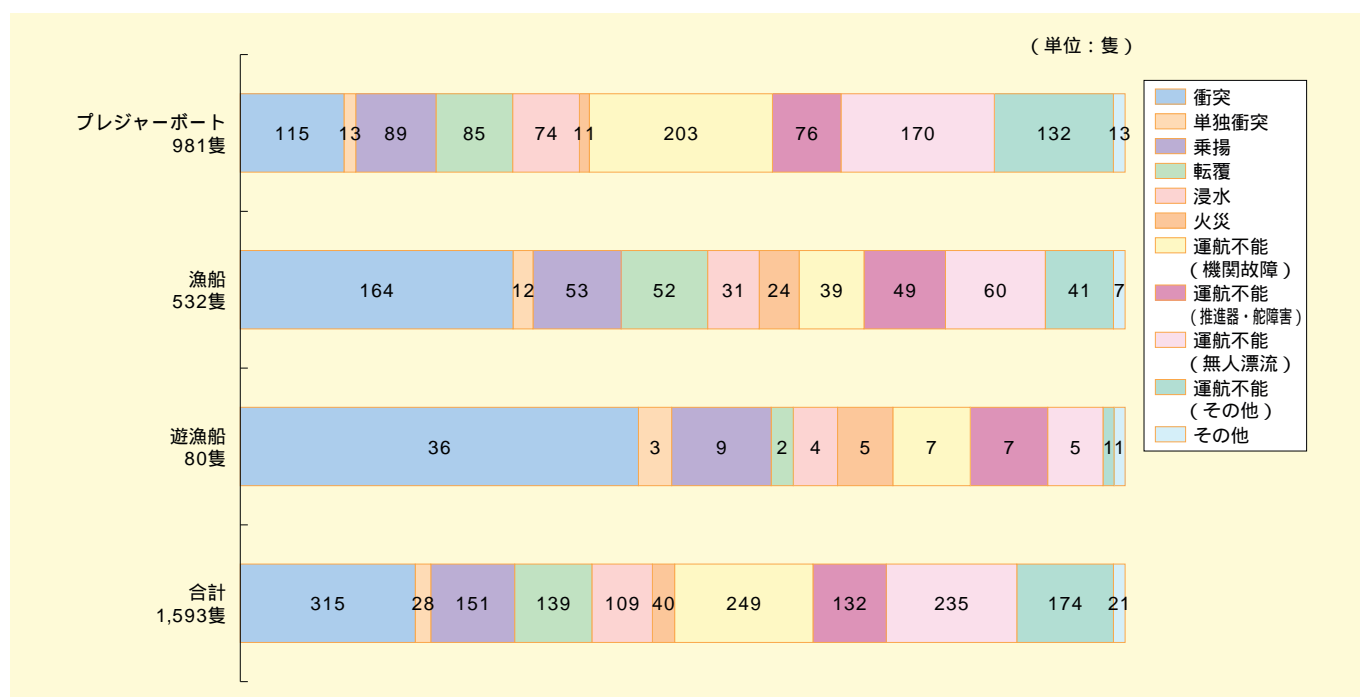 （単位：隻）
プレジャーボート
981隻
115 13 89 85 74 11 203 76 170 132 13
漁船
532隻
164 12 53 52 31 24 39 49 60 41 7
遊漁船
80隻
36 3 9 2 4 5 7 7 5 1 1
合計
1,593隻
315 28 151 139 109 40 249 132 235 174 21
衝突
単独衝突
乗揚
転覆
浸水
火災
運航不能
（機関故障）
運航不能
（推進器・舵障害）
運航不能
（無人漂流）
運航不能
（その他）
その他